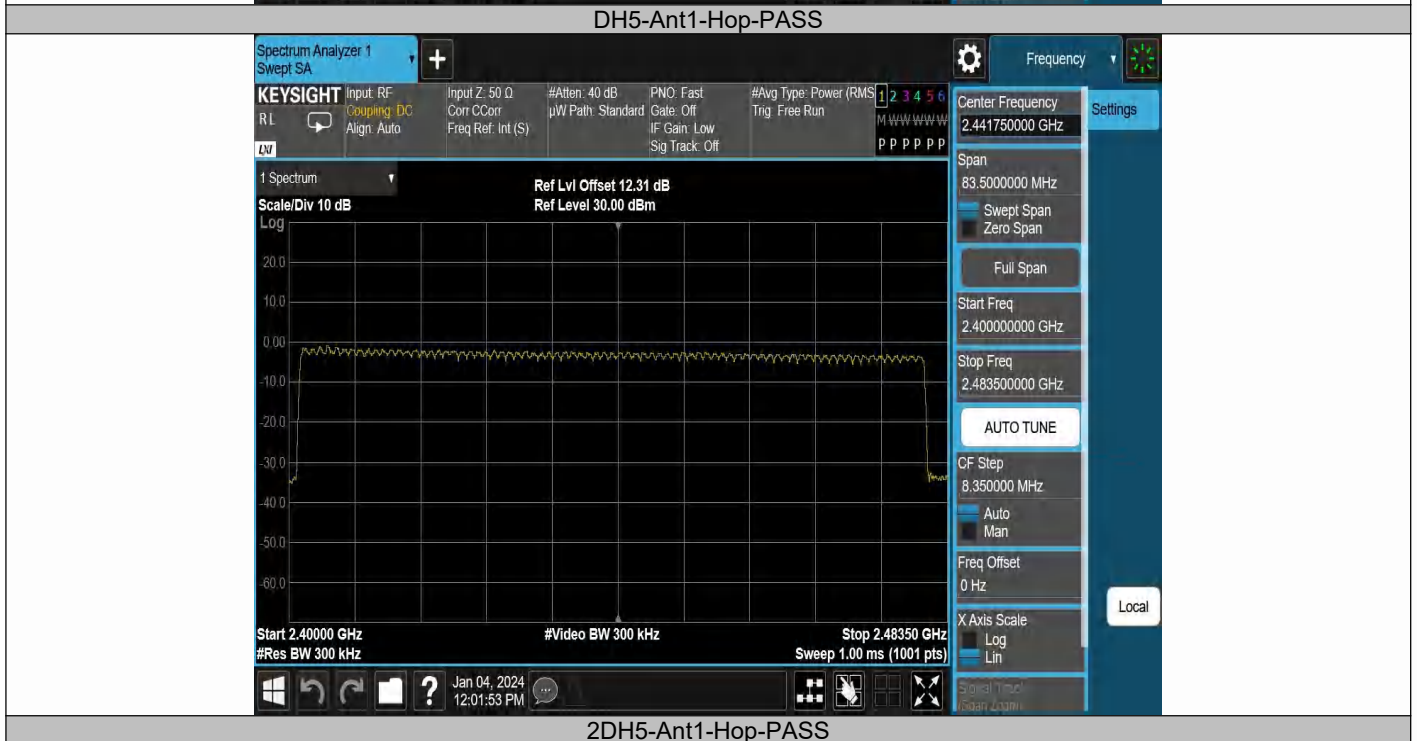 DH5-Ant1-Hop-PASS
Spectrum Analyzer 1
Swept SA
Frequency
KEYSIGHT
RL
LXI
Input: RF
Coupling: DC
Align: Auto
Input Z: 50 Ω
Corr CCorr
Freq Ref: Int (S)
#Atten: 40 dB
µW Path: Standard
PNO: Fast
Gate: Off
IF Gain: Low
Sig Track: Off
#Avg Type: Power (RMS
Trig: Free Run
1 2 3 4 5 6
M W W W W W
P P P P P P
Center Frequency
2.441750000 GHz
Settings
1 Spectrum
Scale/Div 10 dB
Ref Lvl Offset 12.31 dB
Ref Level 30.00 dBm
Log
20.0
10.0
0.00
-10.0
-20.0
-30.0
-40.0
-50.0
-60.0
Span
83.5000000 MHz
Swept Span
Zero Span
Full Span
Start Freq
2.400000000 GHz
Stop Freq
2.483500000 GHz
AUTO TUNE
CF Step
8.350000 MHz
Auto
Man
Freq Offset
0 Hz
X Axis Scale
Log
Lin
Local
Start 2.40000 GHz
#Video BW 300 kHz
Stop 2.48350 GHz
#Res BW 300 kHz
Sweep 1.00 ms (1001 pts)
?
Jan 04, 2024
12:01:53 PM
Signal Track
(Span Zoom)
2DH5-Ant1-Hop-PASS